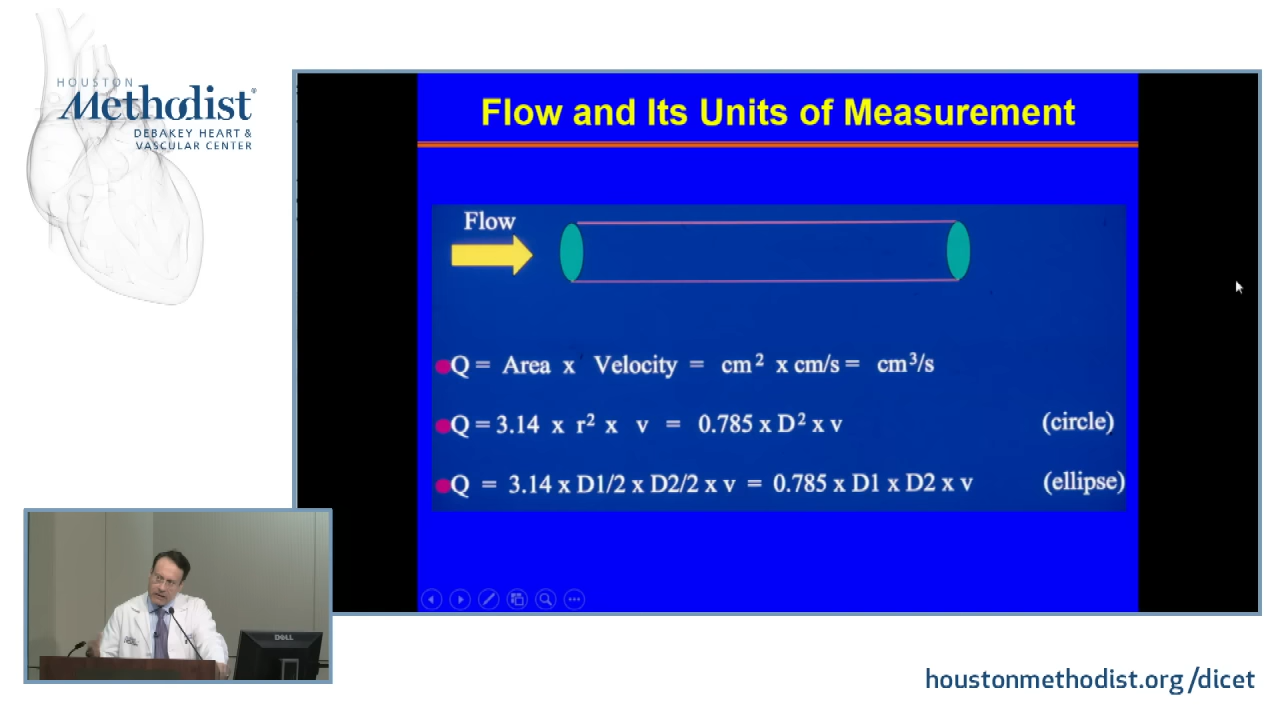 HOUSTON
Methodist®
DEBAKEY HEART &
VASCULAR CENTER
Flow and Its Units of Measurement
Flow
Q = Area x Velocity = cm² x cm/s = cm³/s
Q = 3.14 x r² x v = 0.785 x D² x v (circle)
Q = 3.14 x D1/2 x D2/2 x v = 0.785 x D1 x D2 x v (ellipse)
DELL
houstonmethodist.org/dicet